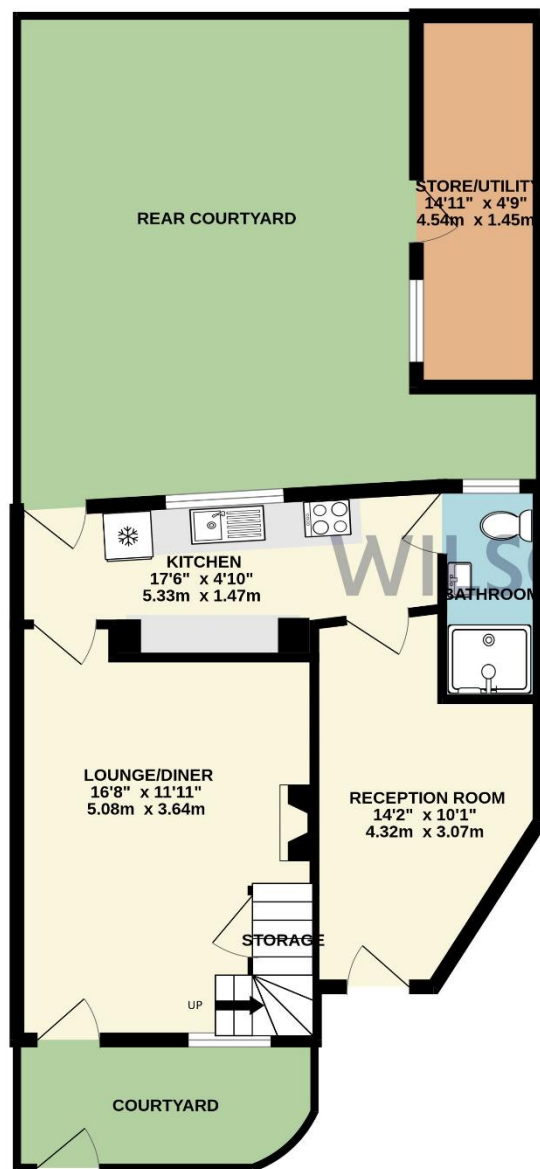 REAR COURTYARD
STORE/UTILITY
14'11" x 4'9"
4.54m x 1.45m
KITCHEN
17'6" x 4'10"
5.33m x 1.47m
BATHROOM
LOUNGE/DINER
16'8" x 11'11"
5.08m x 3.64m
RECEPTION ROOM
14'2" x 10'1"
4.32m x 3.07m
STORAGE
UP
COURTYARD